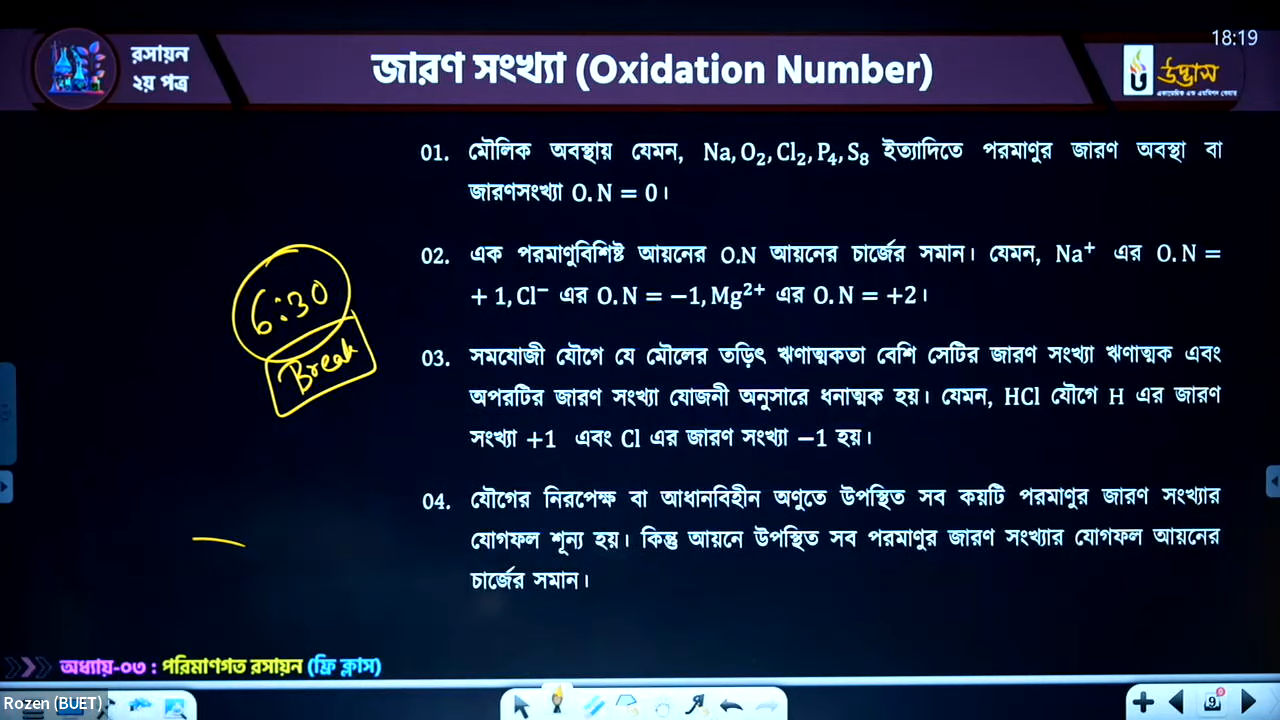 18:19
রসায়ন
২য় পত্র
জারণ সংখ্যা (Oxidation Number)
U
উদ্ভাস
একাডেমিক এন্ড এডমিশন কেয়ার
01. মৌলিক অবস্থায় যেমন, Na, O₂, Cl₂, P₄, S₈ ইত্যাদিতে পরমাণুর জারণ অবস্থা বা
জারণসংখ্যা O. N = 0।
02. এক পরমাণুবিশিষ্ট আয়নের O.N আয়নের চার্জের সমান। যেমন, Na⁺ এর O. N =
+ 1, Cl⁻ এর O. N = −1, Mg²⁺ এর O. N = +2।
03. সমযোজী যৌগে যে মৌলের তড়িৎ ঋণাত্মকতা বেশি সেটির জারণ সংখ্যা ঋণাত্মক এবং
অপরটির জারণ সংখ্যা যোজনী অনুসারে ধনাত্মক হয়। যেমন, HCl যৌগে H এর জারণ
সংখ্যা +1 এবং Cl এর জারণ সংখ্যা −1 হয়।
04. যৌগের নিরপেক্ষ বা আধানবিহীন অণুতে উপস্থিত সব কয়টি পরমাণুর জারণ সংখ্যার
যোগফল শূন্য হয়। কিন্তু আয়নে উপস্থিত সব পরমাণুর জারণ সংখ্যার যোগফল আয়নের
চার্জের সমান।
6:30
Break
অধ্যায়-০৩ : পরিমাণগত রসায়ন (ফ্রি ক্লাস)
Rozen (BUET)
9